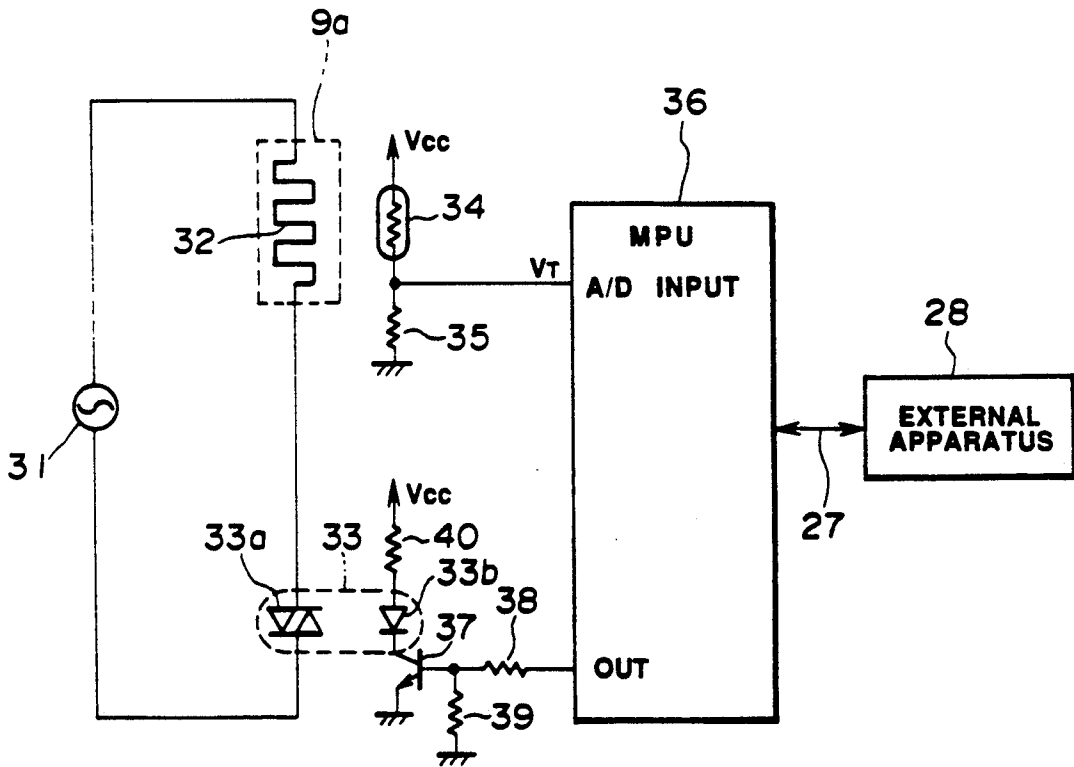 9a
36
Vcc
34
32
MPU
VT
A/D INPUT
35
28
EXTERNAL
APPARATUS
31
27
Vcc
40
33a
33
33b
38
37
OUT
39